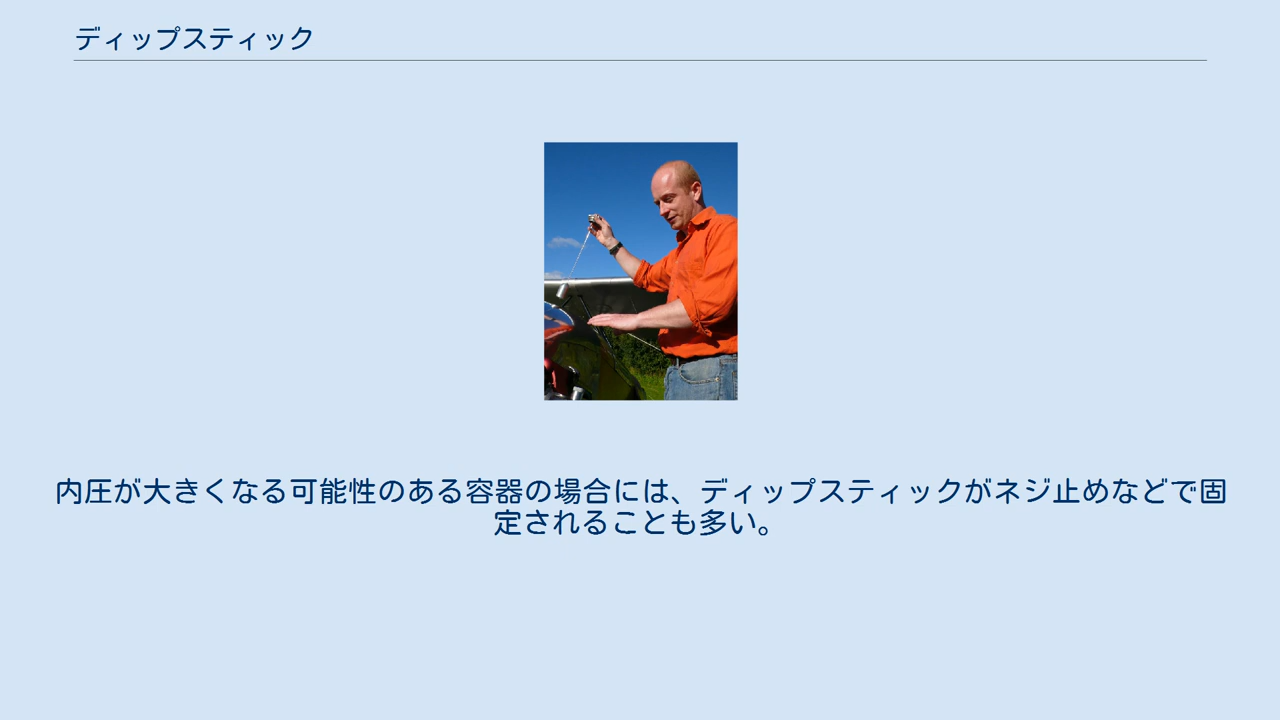 ディップスティック
内圧が大きくなる可能性のある容器の場合には、ディップスティックがネジ止めなどで固
定されることも多い。